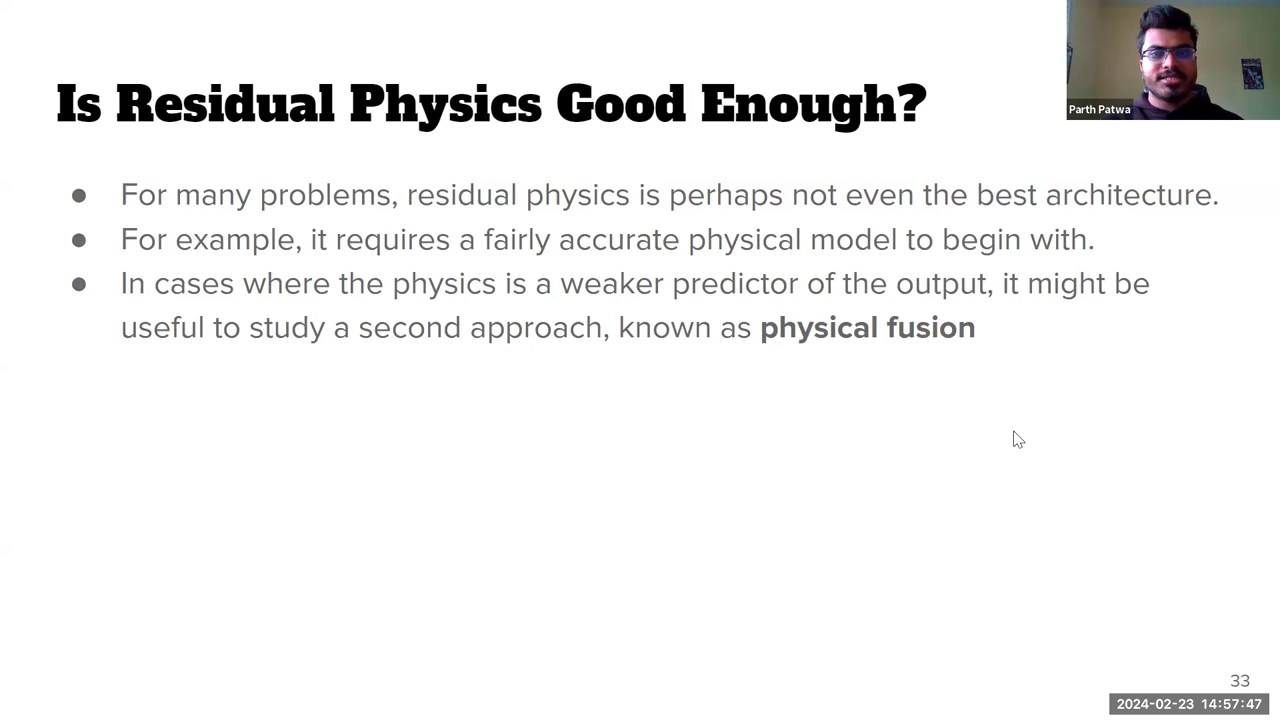 Is Residual Physics Good Enough?
Parth Patwa
● For many problems, residual physics is perhaps not even the best architecture.
● For example, it requires a fairly accurate physical model to begin with.
● In cases where the physics is a weaker predictor of the output, it might be
useful to study a second approach, known as physical fusion
33
2024-02-23 14:57:47